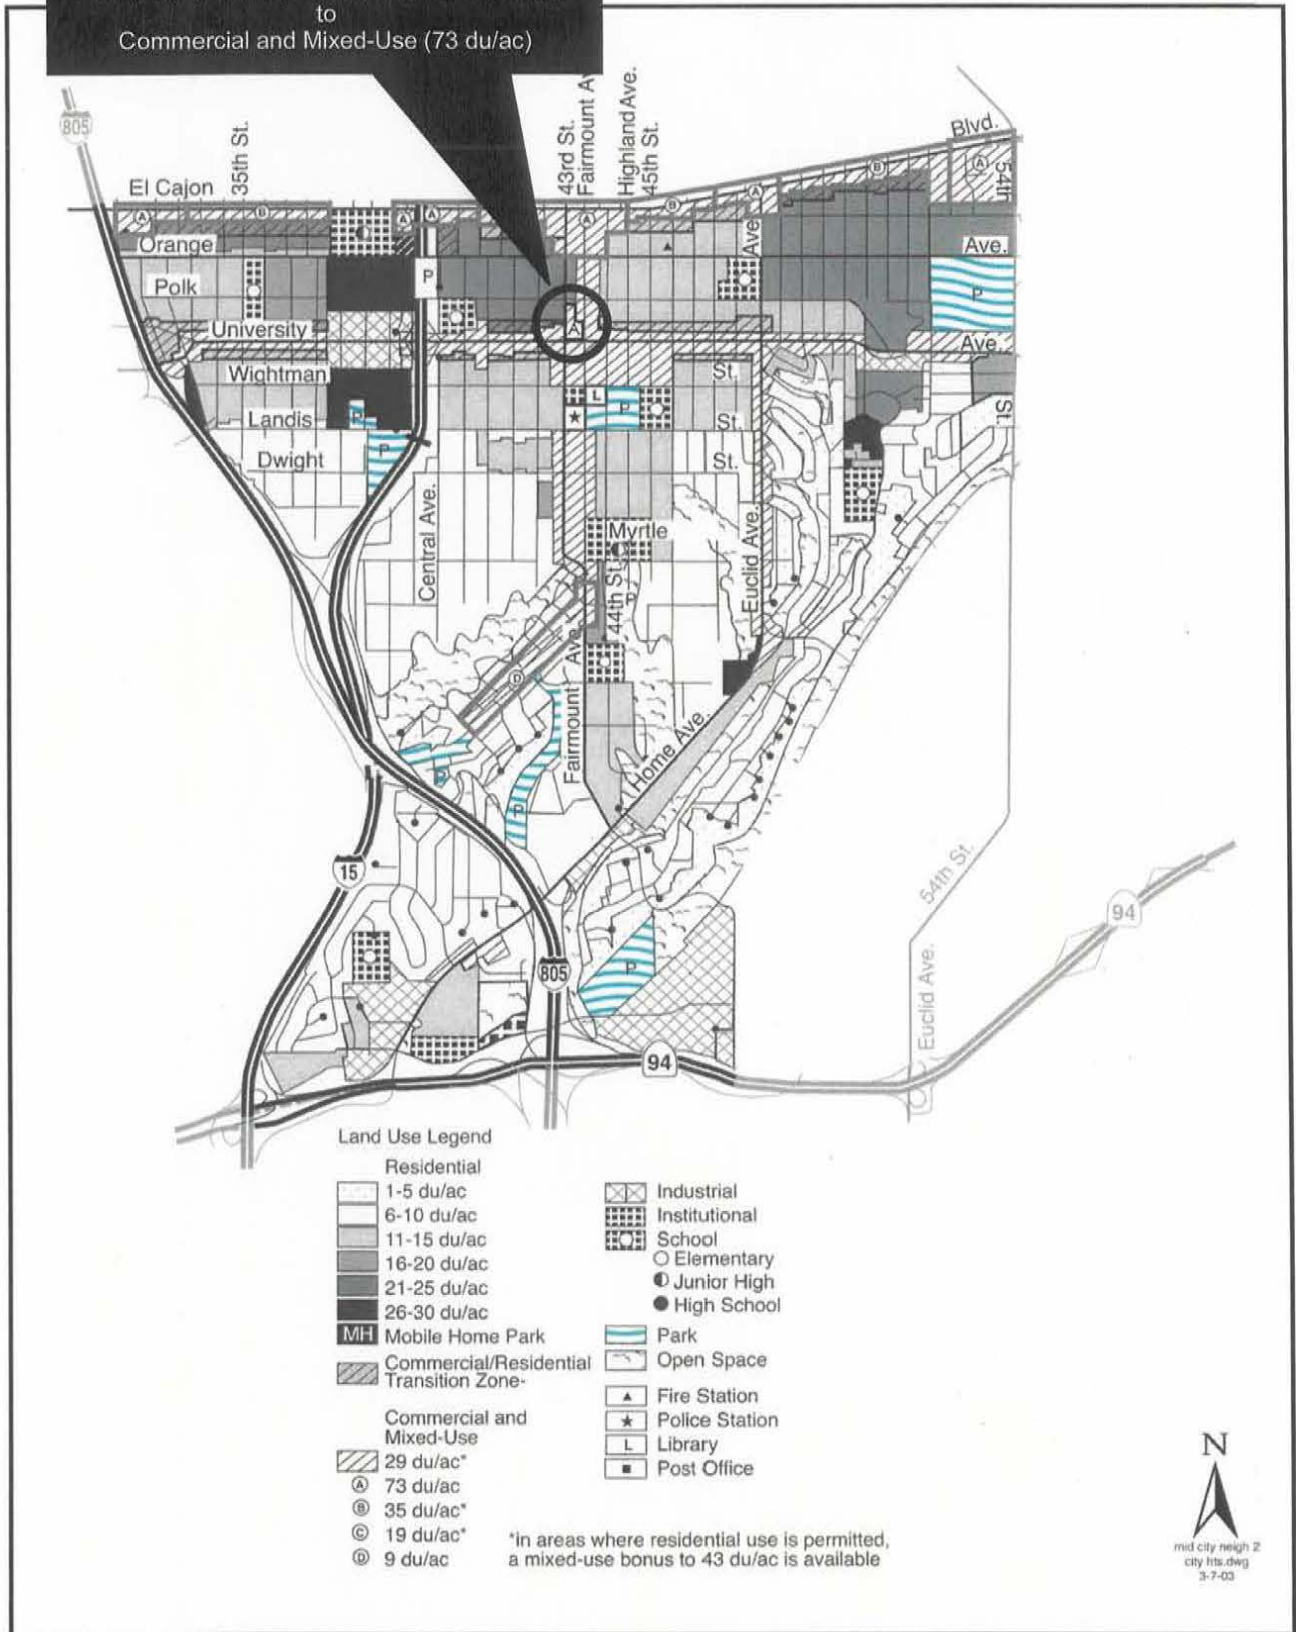 to
Commercial and Mixed-Use (73 du/ac)
805
35th St.
43rd St.
Fairmount Av
Highland Ave.
45th St.
Blvd.
54th
El Cajon
A
B
A
A
A
B
A
B
A
Orange
Ave
Ave.
Polk
P
P
University
A
Ave.
Wightman
St.
Landis
P
L
P
St.
St.
Dwight
P
St.
Central Ave.
Myrtle
44th St.
P
Euclid Ave.
D
Fairmount
Ave
Home Ave.
P
P
15
54th St.
94
805
P
Euclid Ave.
94
Land Use Legend
Residential
1-5 du/ac
6-10 du/ac
11-15 du/ac
16-20 du/ac
21-25 du/ac
26-30 du/ac
MH Mobile Home Park
Commercial/Residential
Transition Zone-
Commercial and
Mixed-Use
29 du/ac*
A 73 du/ac
B 35 du/ac*
C 19 du/ac*
D 9 du/ac
Industrial
Institutional
School
Elementary
Junior High
High School
Park
Open Space
Fire Station
Police Station
L Library
Post Office
*in areas where residential use is permitted,
a mixed-use bonus to 43 du/ac is available
N
mid city neigh 2
city hts.dwg
3-7-03